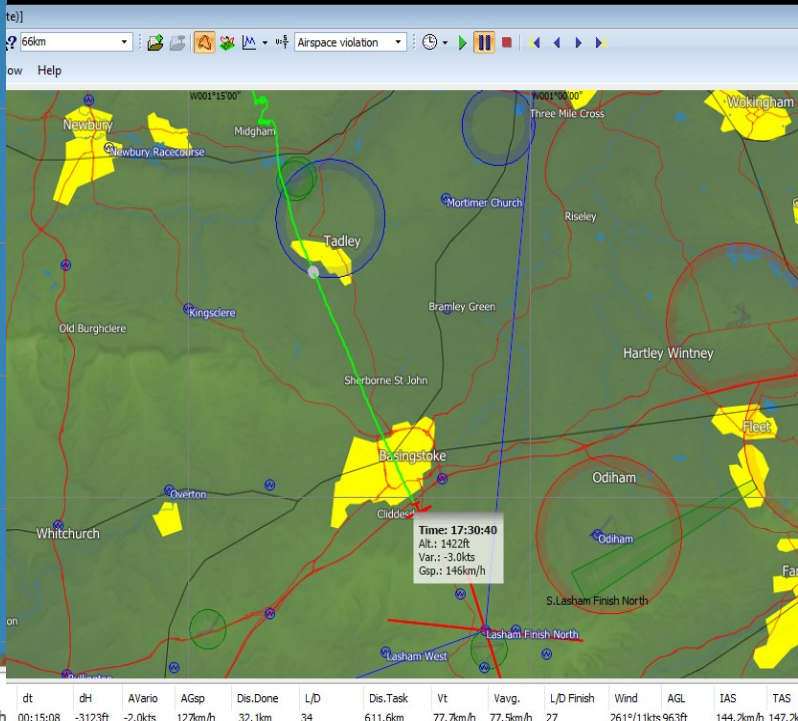 te)]
? 66km Airspace violation
ow Help
W001°15'00" W001°00'00"
Wokingham
Three Mile Cross
Newbury
Midgham
Newbury Racecourse
Mortimer Church
Riseley
Tadley
Kingsclere
Bramley Green
Old Burghclere
Hartley Wintney
Sherborne St John
Fleet
Basingstoke
Odiham
Overton
Cliddesd
Whitchurch
Time: 17:30:40
Alt.: 1422ft
Var.: -3.0kts
Gsp.: 146km/h
Odiham
Far
S.Lasham Finish North
on
Lasham Finish North
Lasham West
dt dH AVario AGsp Dis.Done L/D Dis.Task Vt Vavg. L/D Finish Wind AGL IAS TAS
h 00:15:08 -3123ft -2.0kts 127km/h 32.1km 34 611.6km 77.7km/h 77.5km/h 27 261°/11kts 963ft 144.2km/h 147.2